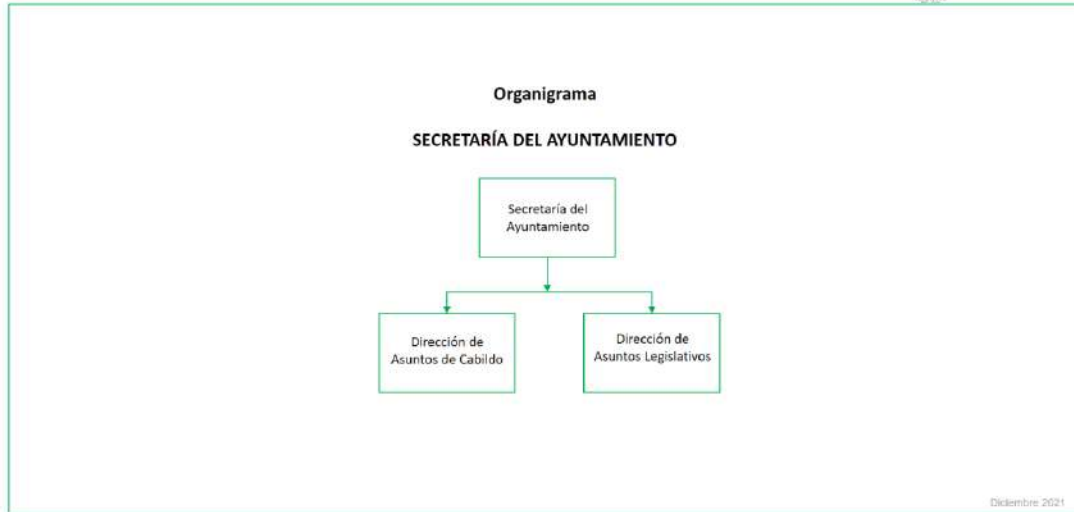 Organigrama
SECRETARÍA DEL AYUNTAMIENTO
Secretaría del
Ayuntamiento
Dirección de
Asuntos de Cabildo
Dirección de
Asuntos Legislativos
Diciembre 2021